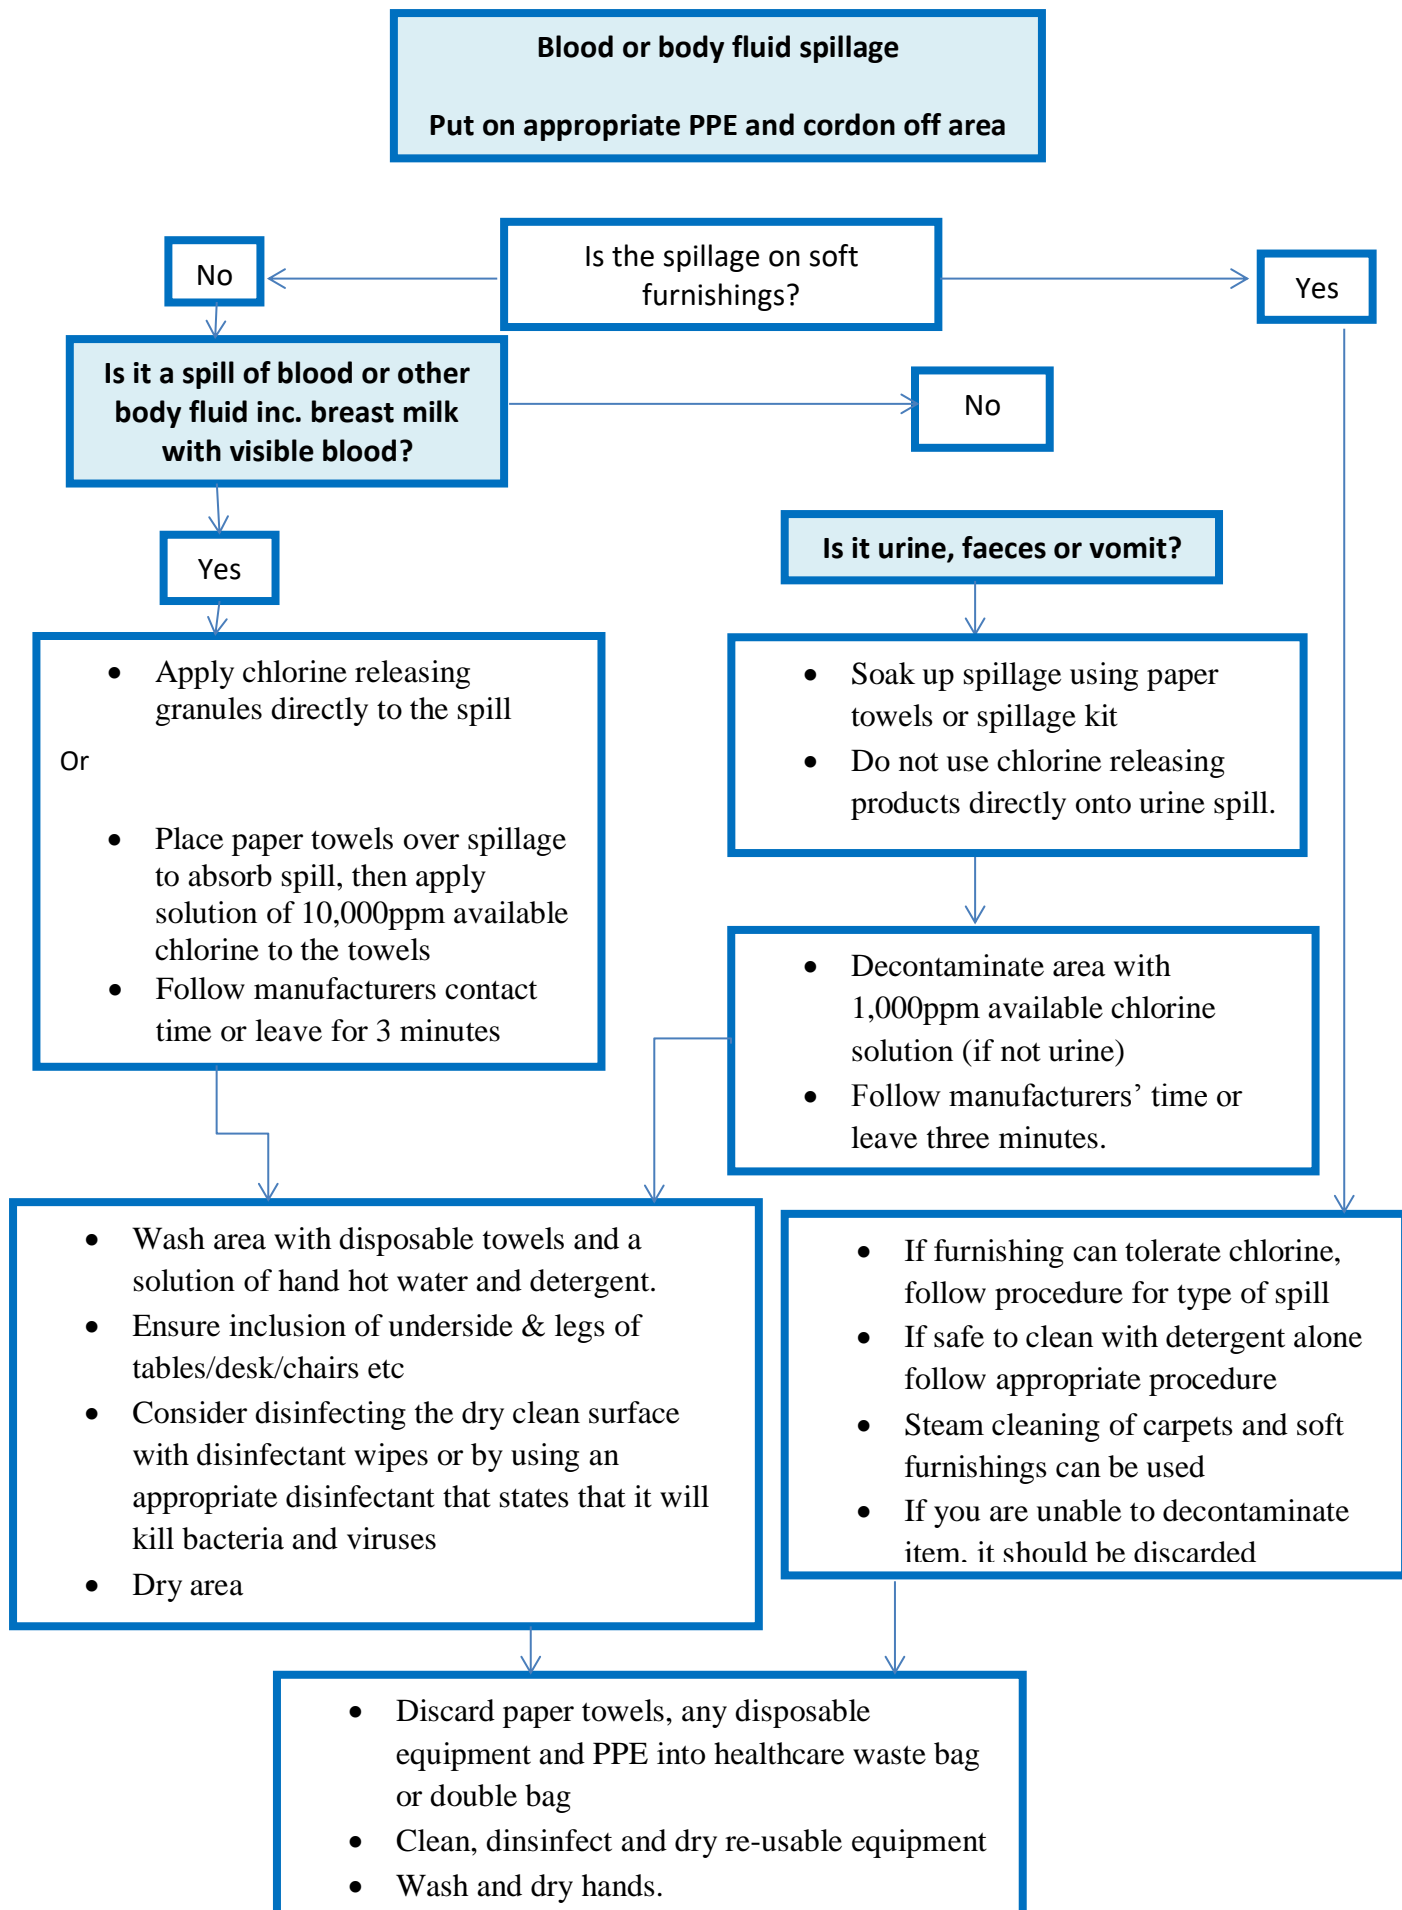 Blood or body fluid spillage
Put on appropriate PPE and cordon off area
Is the spillage on soft
furnishings?
No
Yes
Is it a spill of blood or other
body fluid inc. breast milk
with visible blood?
No
Yes
Is it urine, faeces or vomit?
• Apply chlorine releasing
granules directly to the spill
Or
• Place paper towels over spillage
to absorb spill, then apply
solution of 10,000ppm available
chlorine to the towels
• Follow manufacturers contact
time or leave for 3 minutes
• Soak up spillage using paper
towels or spillage kit
• Do not use chlorine releasing
products directly onto urine spill.
• Decontaminate area with
1,000ppm available chlorine
solution (if not urine)
• Follow manufacturers’ time or
leave three minutes.
• Wash area with disposable towels and a
solution of hand hot water and detergent.
• Ensure inclusion of underside & legs of
tables/desk/chairs etc
• Consider disinfecting the dry clean surface
with disinfectant wipes or by using an
appropriate disinfectant that states that it will
kill bacteria and viruses
• Dry area
• If furnishing can tolerate chlorine,
follow procedure for type of spill
• If safe to clean with detergent alone
follow appropriate procedure
• Steam cleaning of carpets and soft
furnishings can be used
• If you are unable to decontaminate
item, it should be discarded
• Discard paper towels, any disposable
equipment and PPE into healthcare waste bag
or double bag
• Clean, dinsinfect and dry re-usable equipment
• Wash and dry hands.